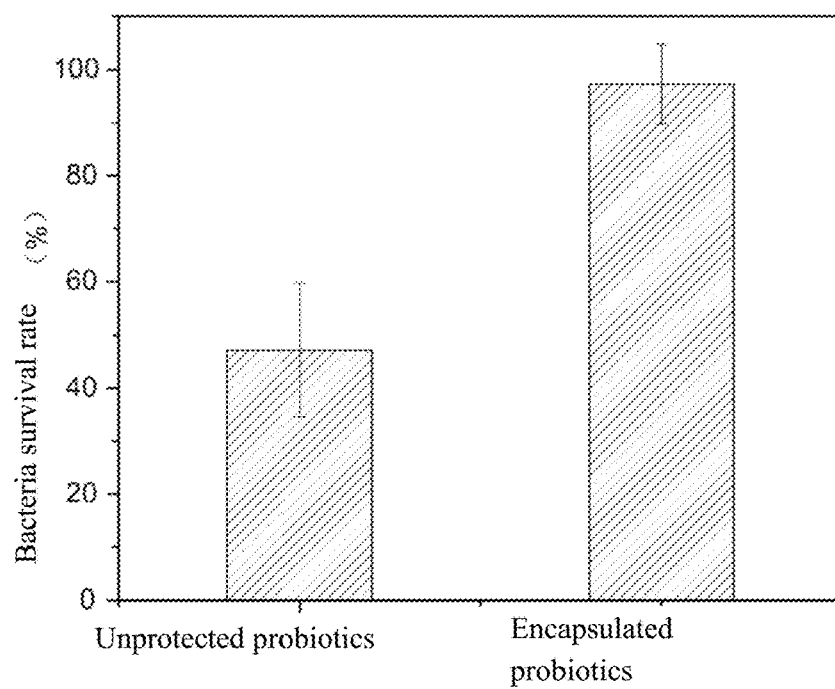 Bacteria survival rate (%)
100
80
60
40
20
0
Unprotected probiotics
Encapsulated
probiotics